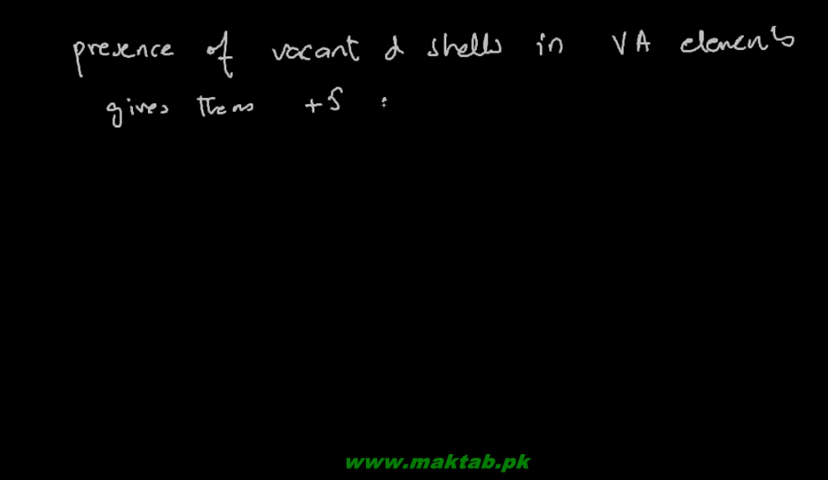 presence of vacant d shells in VA elements
gives them +5
www.maktab.pk